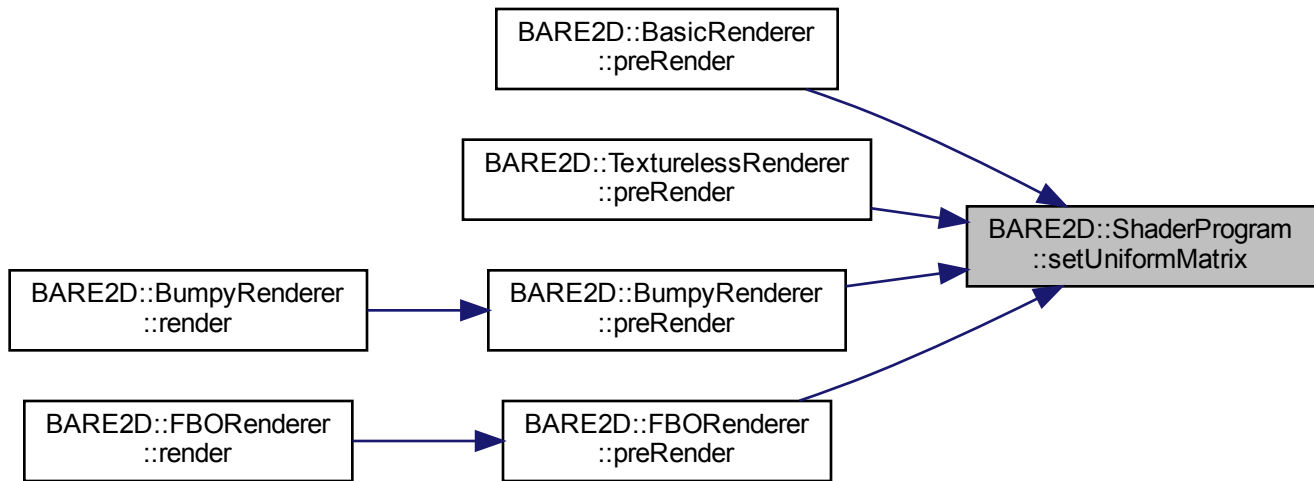 BARE2D::BasicRenderer
::preRender
BARE2D::TexturelessRenderer
::preRender
BARE2D::ShaderProgram
::setUniformMatrix
BARE2D::BumpyRenderer
::render
BARE2D::BumpyRenderer
::preRender
BARE2D::FBORenderer
::render
BARE2D::FBORenderer
::preRender